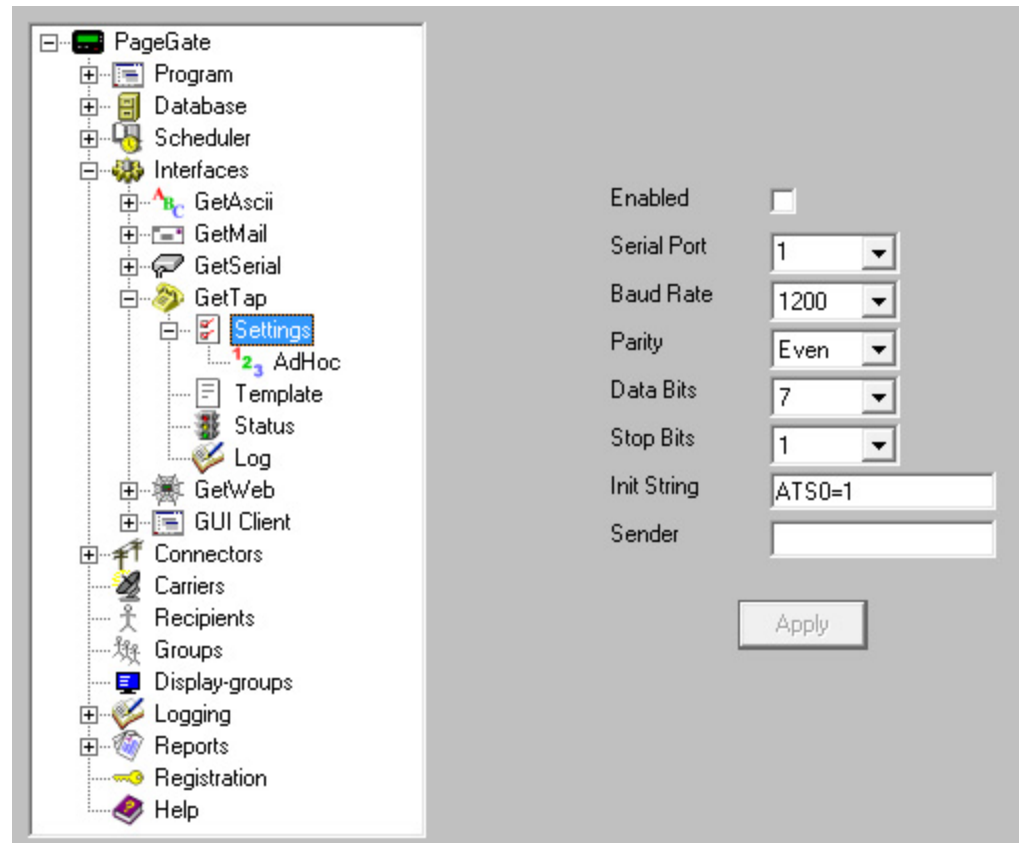 PageGate
Program
Database
Scheduler
Interfaces
ABC GetAscii
GetMail
GetSerial
GetTap
Settings
123 AdHoc
Template
Status
Log
GetWeb
GUI Client
Connectors
Carriers
Recipients
Groups
Display-groups
Logging
Reports
Registration
Help
Enabled
Serial Port 1
Baud Rate 1200
Parity Even
Data Bits 7
Stop Bits 1
Init String ATS0=1
Sender
Apply